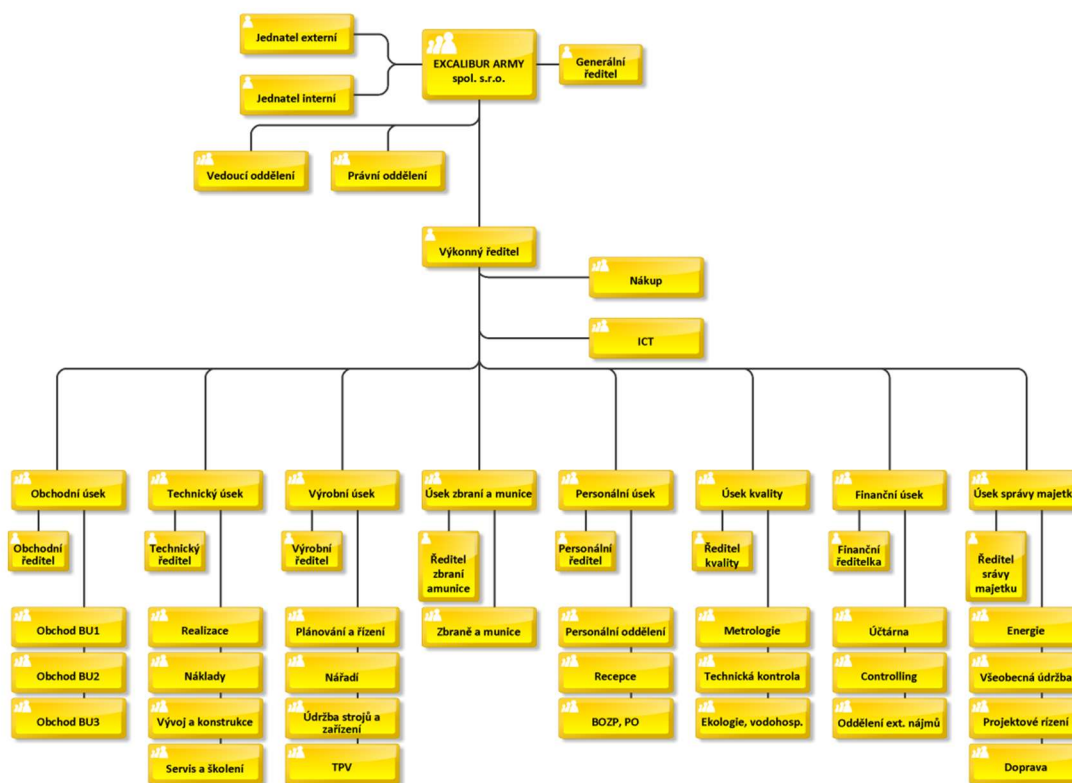 Jednatel externí
EXCALIBUR ARMY
spol. s.r.o.
Generální
ředitel
Jednatel interní
Vedoucí oddělení
Právní oddělení
Výkonný ředitel
Nákup
ICT
Obchodní úsek
Technický úsek
Výrobní úsek
Úsek zbraní a munice
Personální úsek
Úsek kvality
Finanční úsek
Úsek správy majetk
Obchodní
ředitel
Technický
ředitel
Výrobní
ředitel
Ředitel
zbraní
amunice
Personální
ředitel
Ředitel
kvality
Finanční
ředitelka
Ředitel
správy
majetku
Obchod BU1
Realizace
Plánování a řízení
Zbraně a munice
Personální oddělení
Metrologie
Účtárna
Energie
Obchod BU2
Náklady
Nářadí
Recepce
Technická kontrola
Controlling
Všeobecná údržba
Obchod BU3
Vývoj a konstrukce
Údržba strojů a
zařízení
BOZP, PO
Ekologie, vodohosp.
Oddělení ext. nájmů
Projektové rízení
Servis a školení
TPV
Doprava